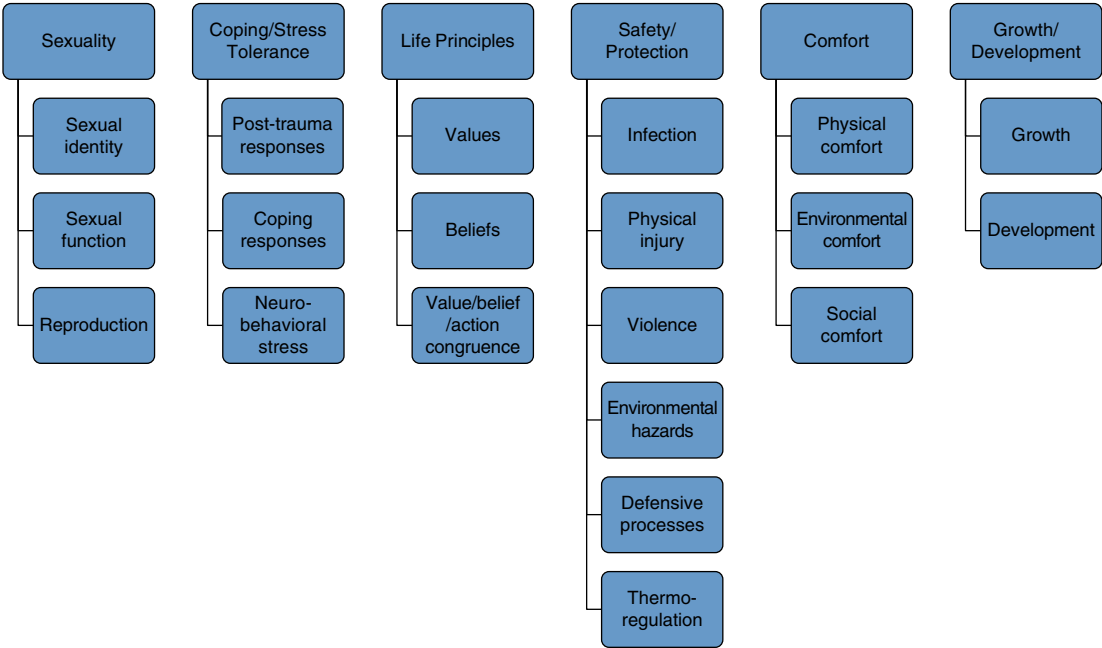 Sexuality
Sexual
identity
Sexual
function
Reproduction
Coping/Stress
Tolerance
Post-trauma
responses
Coping
responses
Neuro-
behavioral
stress
Life Principles
Values
Beliefs
Value/belief
/action
congruence
Safety/
Protection
Infection
Physical
injury
Violence
Environmental
hazards
Defensive
processes
Thermo-
regulation
Comfort
Physical
comfort
Environmental
comfort
Social
comfort
Growth/
Development
Growth
Development